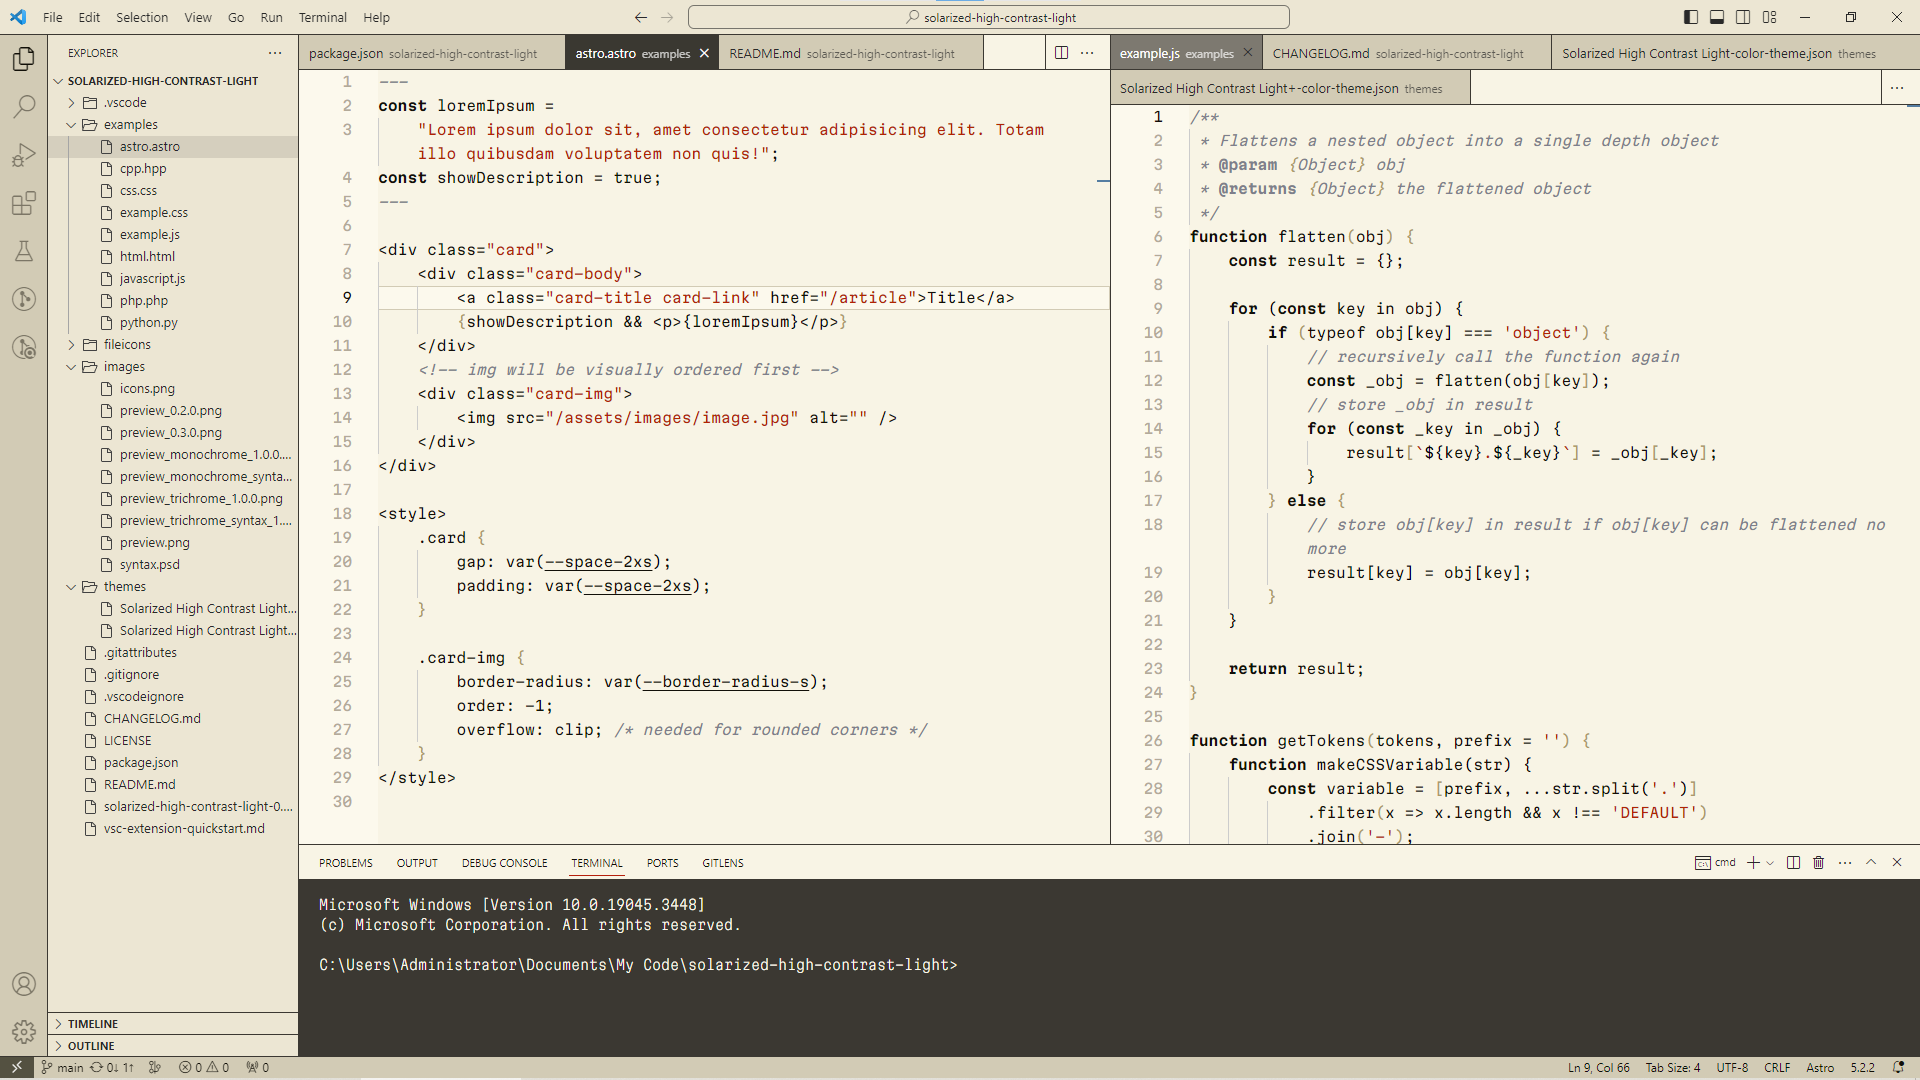 File Edit Selection View Go Run Terminal Help
solarized-high-contrast-light
EXPLORER
SOLARIZED-HIGH-CONTRAST-LIGHT
.vscode
examples
astro.astro
cpp.hpp
css.css
example.css
example.js
html.html
javascript.js
php.php
python.py
fileicons
images
icons.png
preview_0.2.0.png
preview_0.3.0.png
preview_monochrome_1.0.0....
preview_monochrome_synta...
preview_trichrome_1.0.0.png
preview_trichrome_syntax_1....
preview.png
syntax.psd
themes
Solarized High Contrast Light...
Solarized High Contrast Light...
.gitattributes
.gitignore
.vscodeignore
CHANGELOG.md
LICENSE
package.json
README.md
solarized-high-contrast-light-0....
vsc-extension-quickstart.md
TIMELINE
OUTLINE
package.json solarized-high-contrast-light
astro.astro examples
README.md solarized-high-contrast-light
1 ---
2 const loremIpsum =
3 "Lorem ipsum dolor sit, amet consectetur adipisicing elit. Totam
illo quibusdam voluptatem non quis!";
4 const showDescription = true;
5 ---
6
7 <div class="card">
8 <div class="card-body">
9 <a class="card-title card-link" href="/article">Title</a>
10 {showDescription && <p>{loremIpsum}</p>}
11 </div>
12 <!-- img will be visually ordered first -->
13 <div class="card-img">
14 <img src="/assets/images/image.jpg" alt="" />
15 </div>
16 </div>
17
18 <style>
19 .card {
20 gap: var(--space-2xs);
21 padding: var(--space-2xs);
22 }
23
24 .card-img {
25 border-radius: var(--border-radius-s);
26 order: -1;
27 overflow: clip; /* needed for rounded corners */
28 }
29 </style>
30
example.js examples
CHANGELOG.md solarized-high-contrast-light
Solarized High Contrast Light-color-theme.json themes
Solarized High Contrast Light+-color-theme.json themes
1 /**
2 * Flattens a nested object into a single depth object
3 * @param {Object} obj
4 * @returns {Object} the flattened object
5 */
6 function flatten(obj) {
7 const result = {};
8
9 for (const key in obj) {
10 if (typeof obj[key] === 'object') {
11 // recursively call the function again
12 const _obj = flatten(obj[key]);
13 // store _obj in result
14 for (const _key in _obj) {
15 result[`${key}.${_key}`] = _obj[_key];
16 }
17 } else {
18 // store obj[key] in result if obj[key] can be flattened no
more
19 result[key] = obj[key];
20 }
21 }
22
23 return result;
24 }
25
26 function getTokens(tokens, prefix = '') {
27 function makeCSSVariable(str) {
28 const variable = [prefix, ...str.split('.')]
29 .filter(x => x.length && x !== 'DEFAULT')
30 .join('-');
PROBLEMS OUTPUT DEBUG CONSOLE TERMINAL PORTS GITLENS
cmd
Microsoft Windows [Version 10.0.19045.3448]
(c) Microsoft Corporation. All rights reserved.
C:\Users\Administrator\Documents\My Code\solarized-high-contrast-light>
main 0↓ 1↑ 0 0 0
Ln 9, Col 66 Tab Size: 4 UTF-8 CRLF Astro 5.2.2